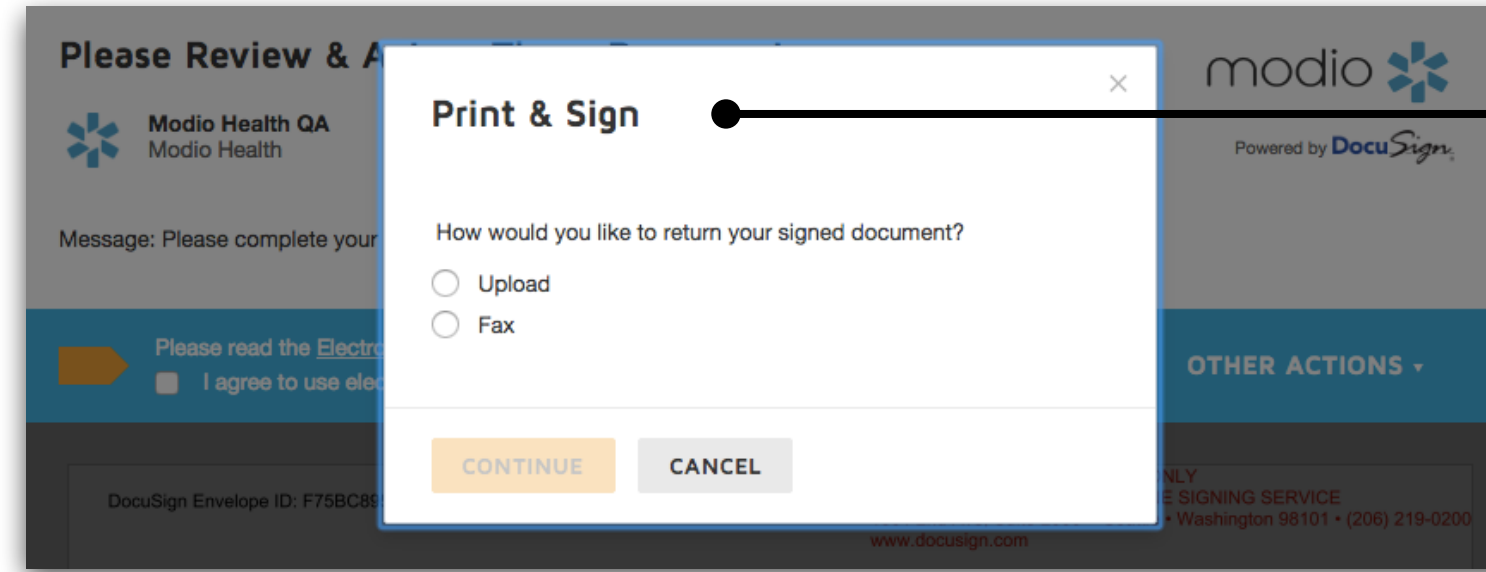 Please Review & A
modio
Print & Sign
Modio Health QA
Modio Health
Powered by DocuSign
Message: Please complete your
How would you like to return your signed document?
Upload
Fax
Please read the Electro
I agree to use elec
OTHER ACTIONS
CONTINUE
CANCEL
DocuSign Envelope ID: F75BC895
NLY
E SIGNING SERVICE
• Washington 98101 • (206) 219-0200
www.docusign.com